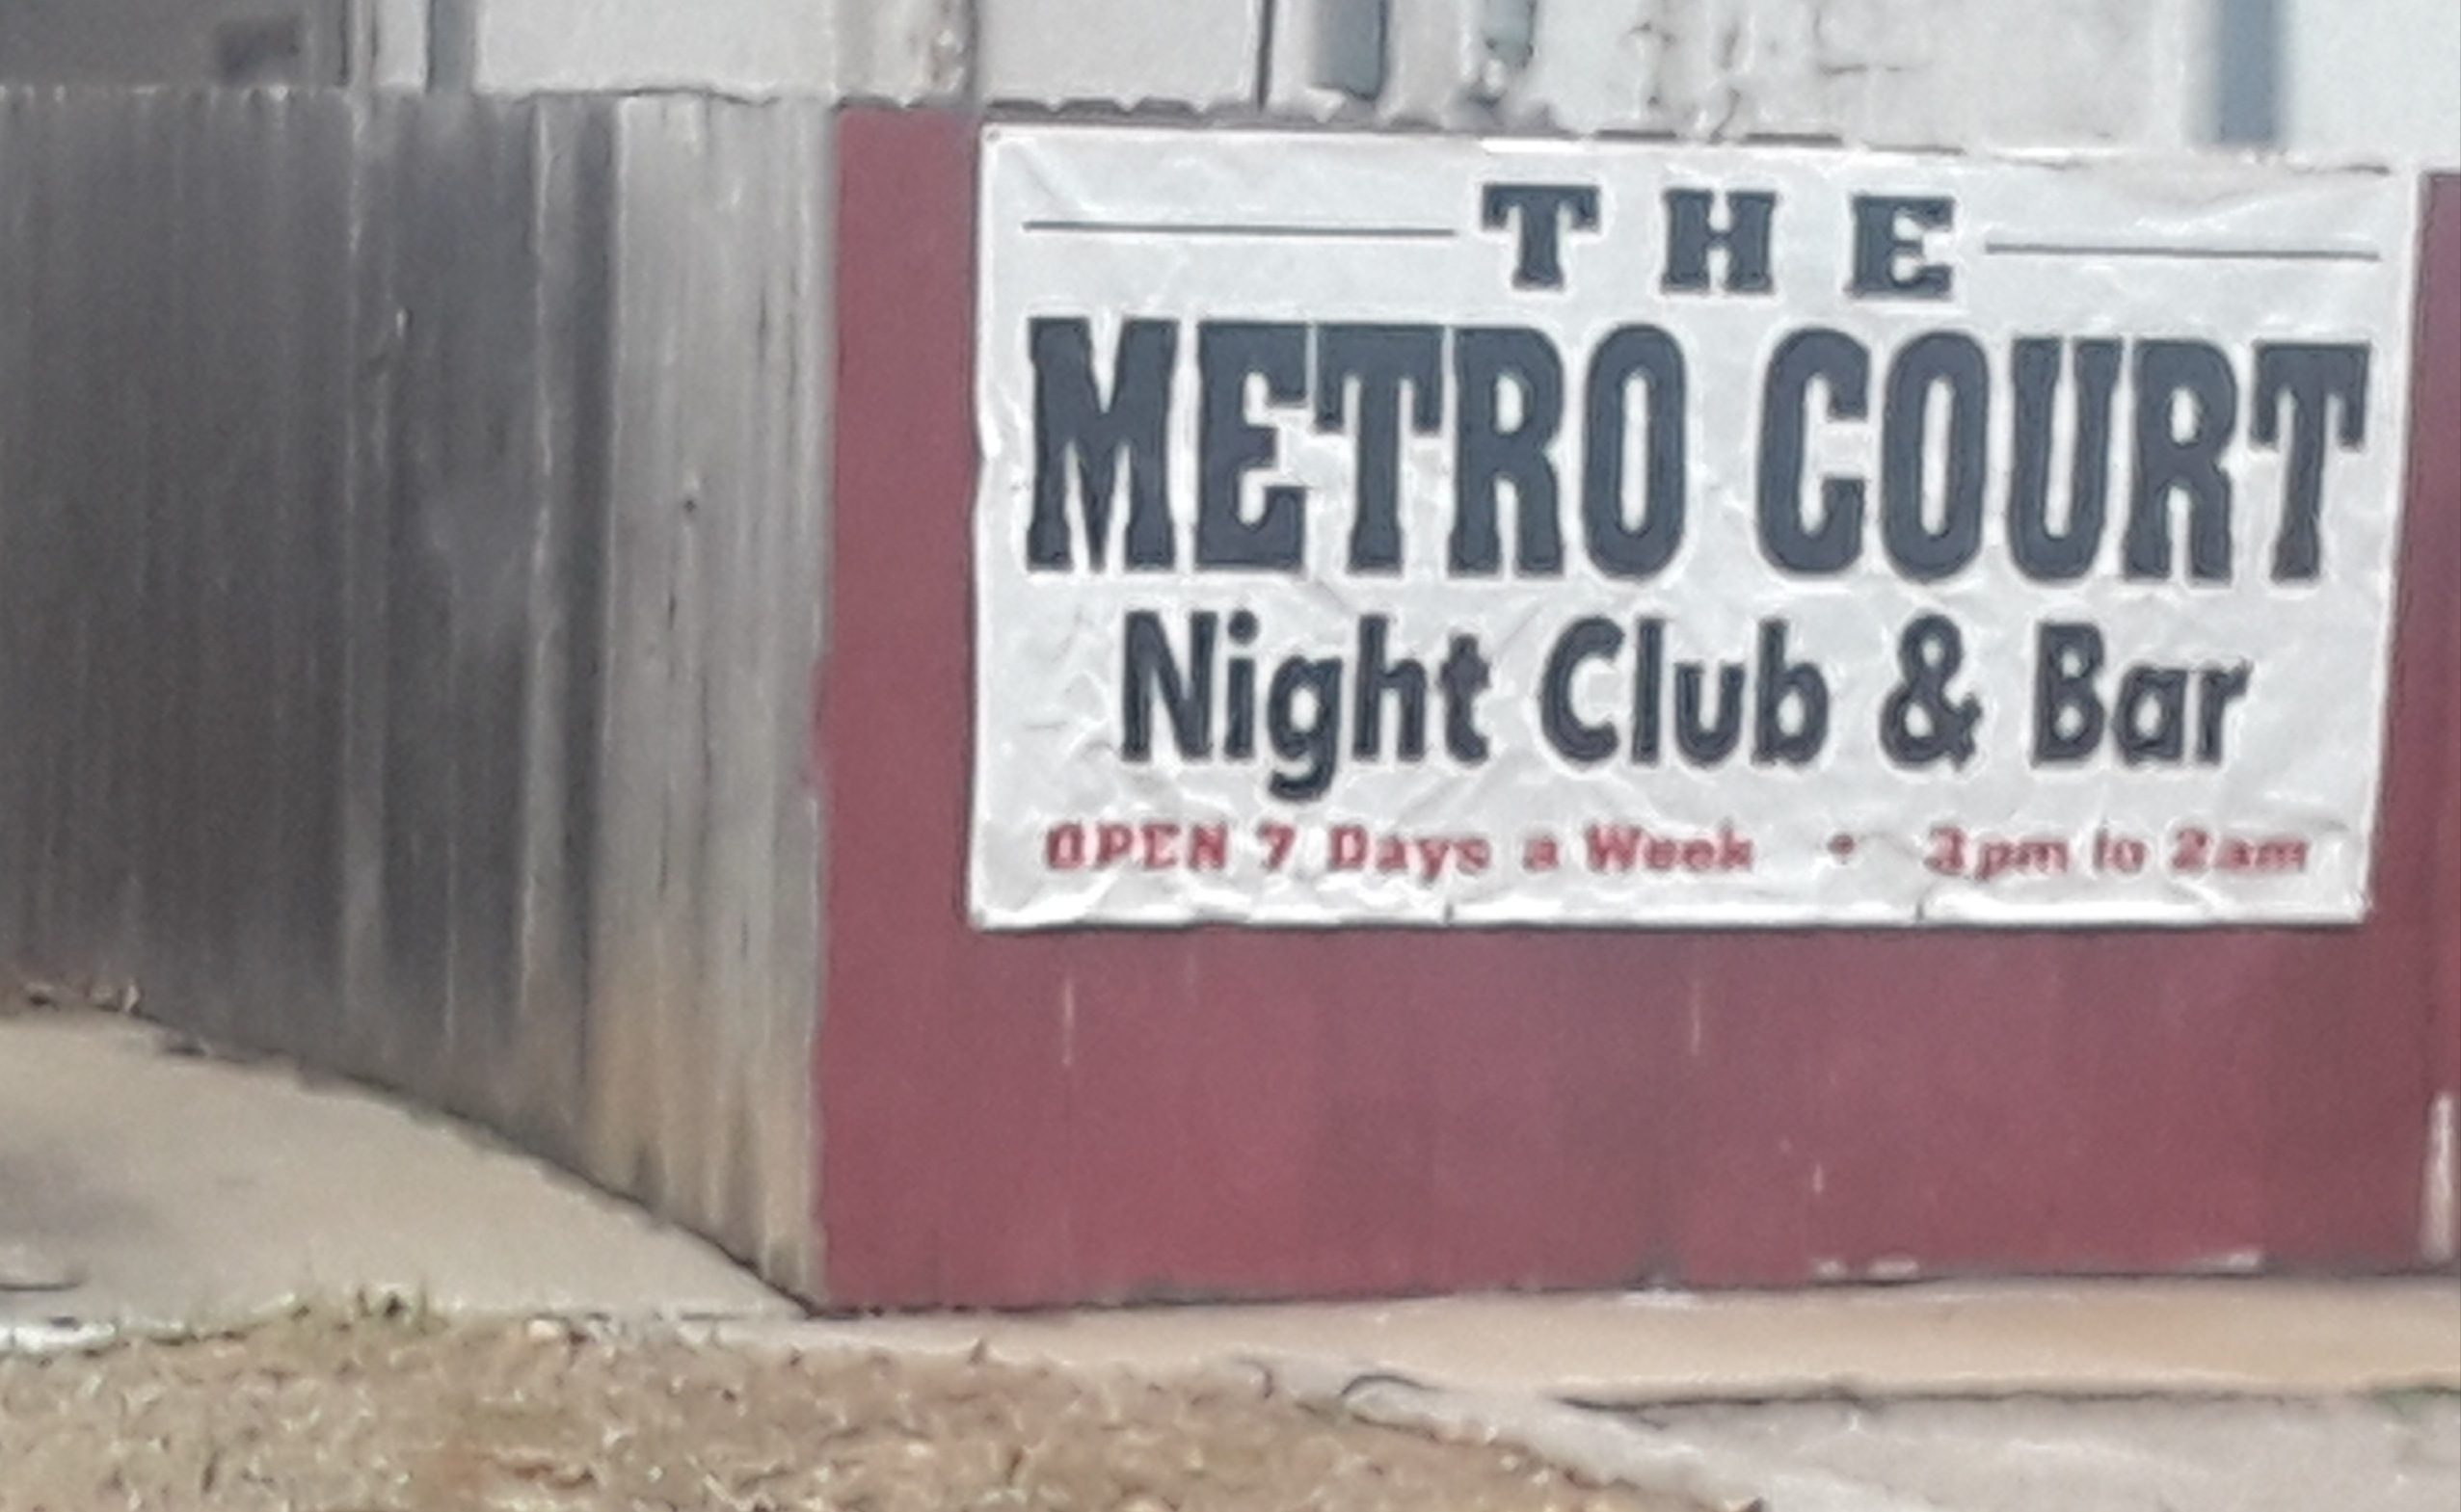 THE
METRO COURT
Night Club & Bar
OPEN 7 Days a Week • 3pm to 2am